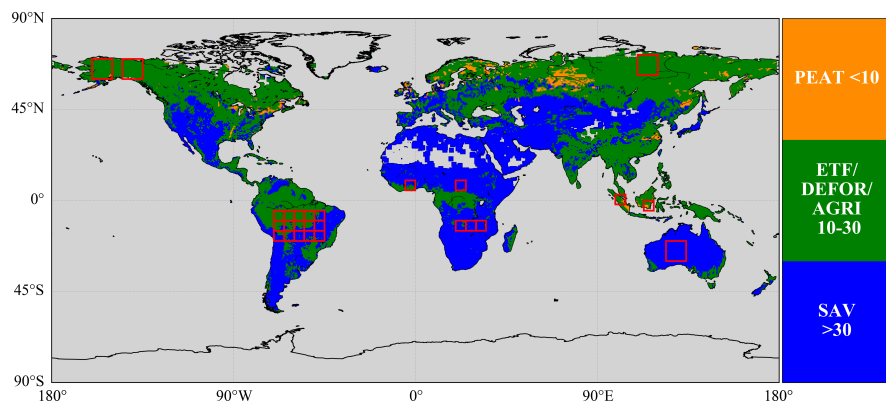 90°N
45°N
0°
45°S
90°S
180°
90°W
0°
90°E
180°
PEAT <10
ETF/
DEFOR/
AGRI
10-30
SAV
>30